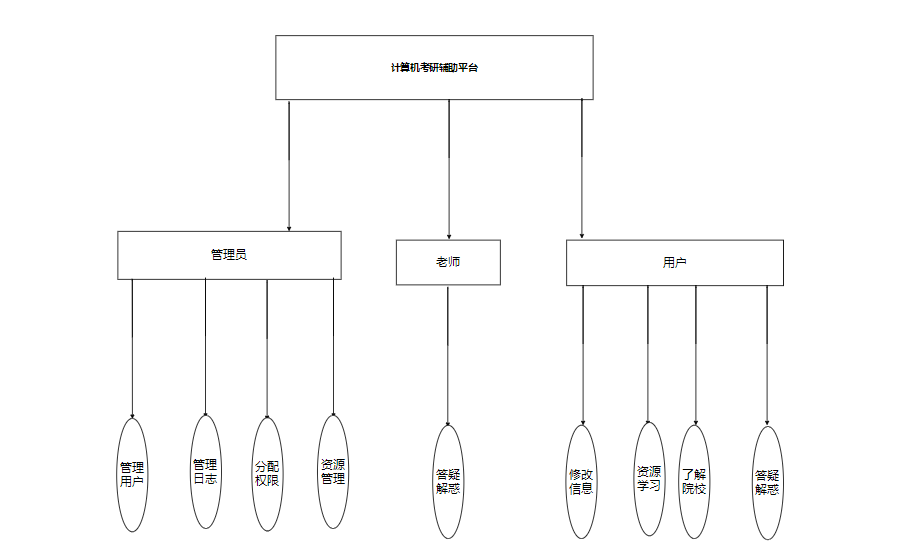 计算机考研辅助平台
管理员
老师
用户
管理
用户
管理
日志
分配
权限
资源
管理
答疑
解惑
修改
信息
资源
学习
了解
院校
答疑
解惑